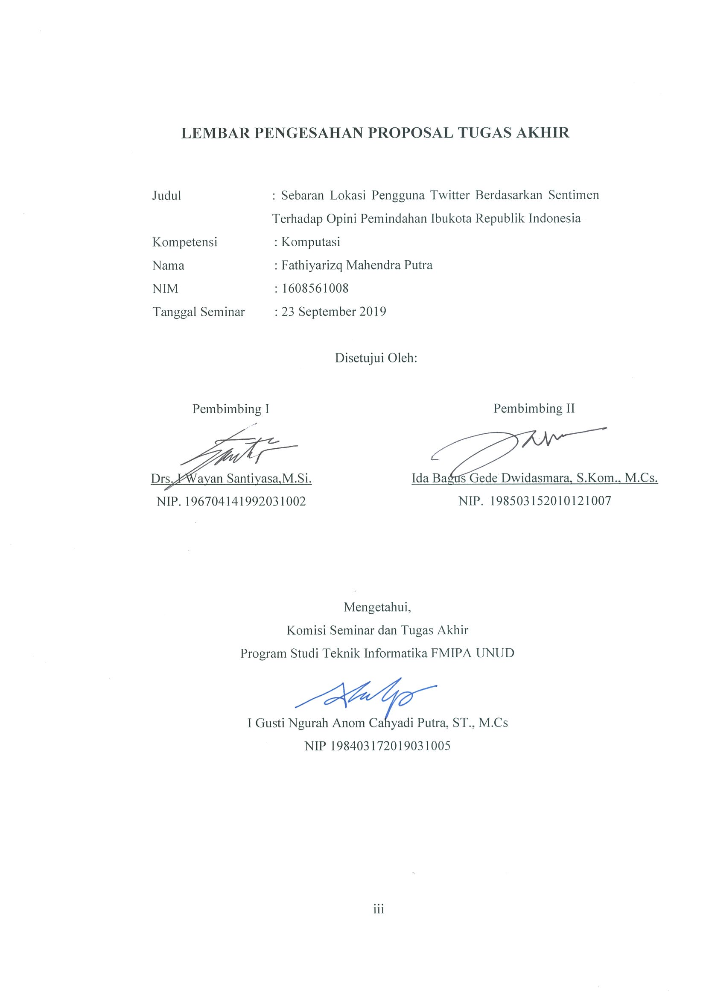 LEMBAR PENGESAHAN PROPOSAL TUGAS AKHIR
Judul : Sebaran Lokasi Pengguna Twitter Berdasarkan Sentimen
Terhadap Opini Pemindahan Ibukota Republik Indonesia
Kompetensi : Komputasi
Nama : Fathiyarizq Mahendra Putra
NIM : 1608561008
Tanggal Seminar : 23 September 2019
Disetujui Oleh:
Pembimbing I Pembimbing II
Drs. I Wayan Santiyasa,M.Si. Ida Bagus Gede Dwidasmara, S.Kom., M.Cs.
NIP. 196704141992031002 NIP. 198503152010121007
Mengetahui,
Komisi Seminar dan Tugas Akhir
Program Studi Teknik Informatika FMIPA UNUD
I Gusti Ngurah Anom Cahyadi Putra, ST., M.Cs
NIP 198403172019031005
iii